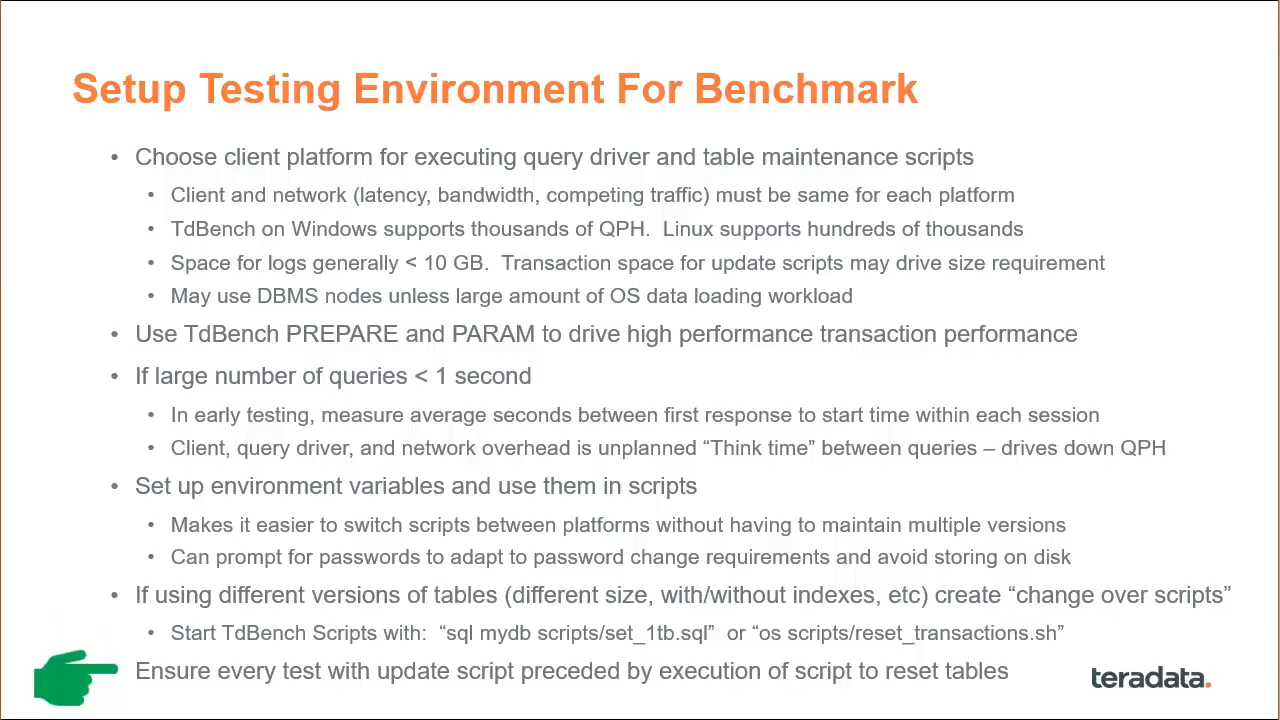 Setup Testing Environment For Benchmark
• Choose client platform for executing query driver and table maintenance scripts
• Client and network (latency, bandwidth, competing traffic) must be same for each platform
• TdBench on Windows supports thousands of QPH.  Linux supports hundreds of thousands
• Space for logs generally < 10 GB.  Transaction space for update scripts may drive size requirement
• May use DBMS nodes unless large amount of OS data loading workload
• Use TdBench PREPARE and PARAM to drive high performance transaction performance
• If large number of queries < 1 second
• In early testing, measure average seconds between first response to start time within each session
• Client, query driver, and network overhead is unplanned “Think time” between queries – drives down QPH
• Set up environment variables and use them in scripts
• Makes it easier to switch scripts between platforms without having to maintain multiple versions
• Can prompt for passwords to adapt to password change requirements and avoid storing on disk
• If using different versions of tables (different size, with/without indexes, etc) create “change over scripts”
• Start TdBench Scripts with:  “sql mydb scripts/set_1tb.sql”  or “os scripts/reset_transactions.sh”
Ensure every test with update script preceded by execution of script to reset tables
teradata.